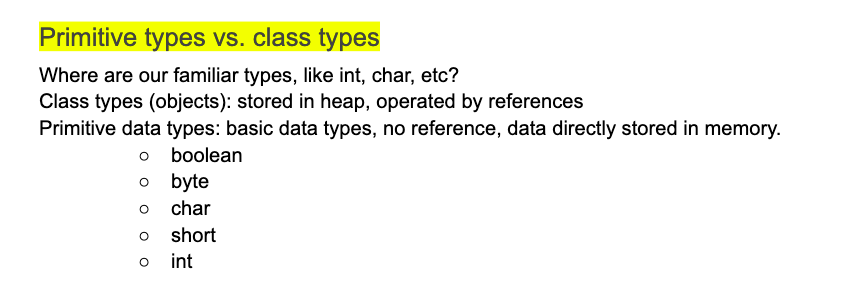 Primitive types vs. class types
Where are our familiar types, like int, char, etc?
Class types (objects): stored in heap, operated by references
Primitive data types: basic data types, no reference, data directly stored in memory.
○ boolean
○ byte
○ char
○ short
○ int